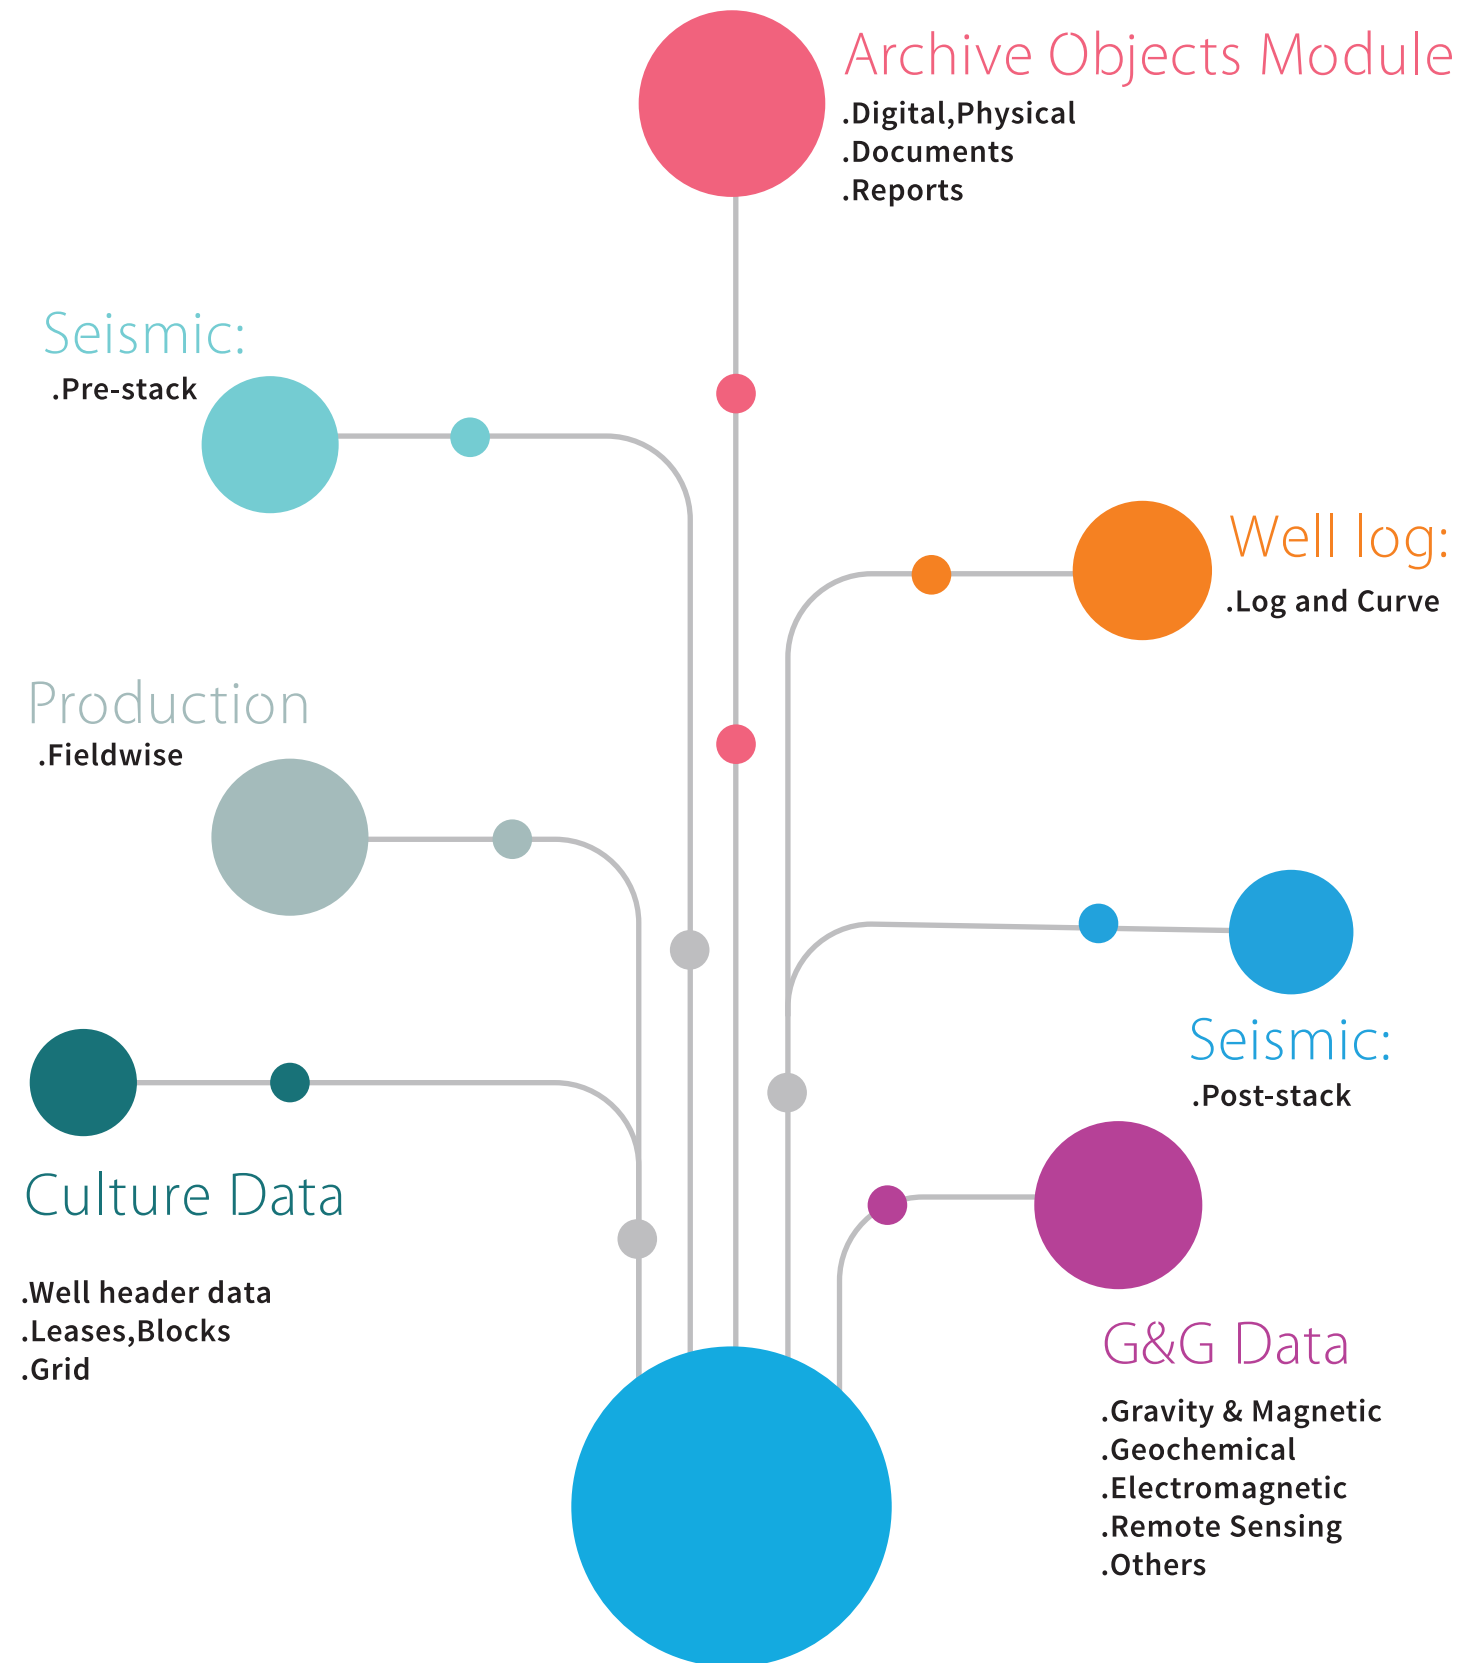 Archive Objects Module
.Digital,Physical
.Documents
.Reports
Seismic:
.Pre-stack
Well log:
.Log and Curve
Production
.Fieldwise
Seismic:
.Post-stack
Culture Data
.Well header data
.Leases,Blocks
.Grid
G&G Data
.Gravity & Magnetic
.Geochemical
.Electromagnetic
.Remote Sensing
.Others